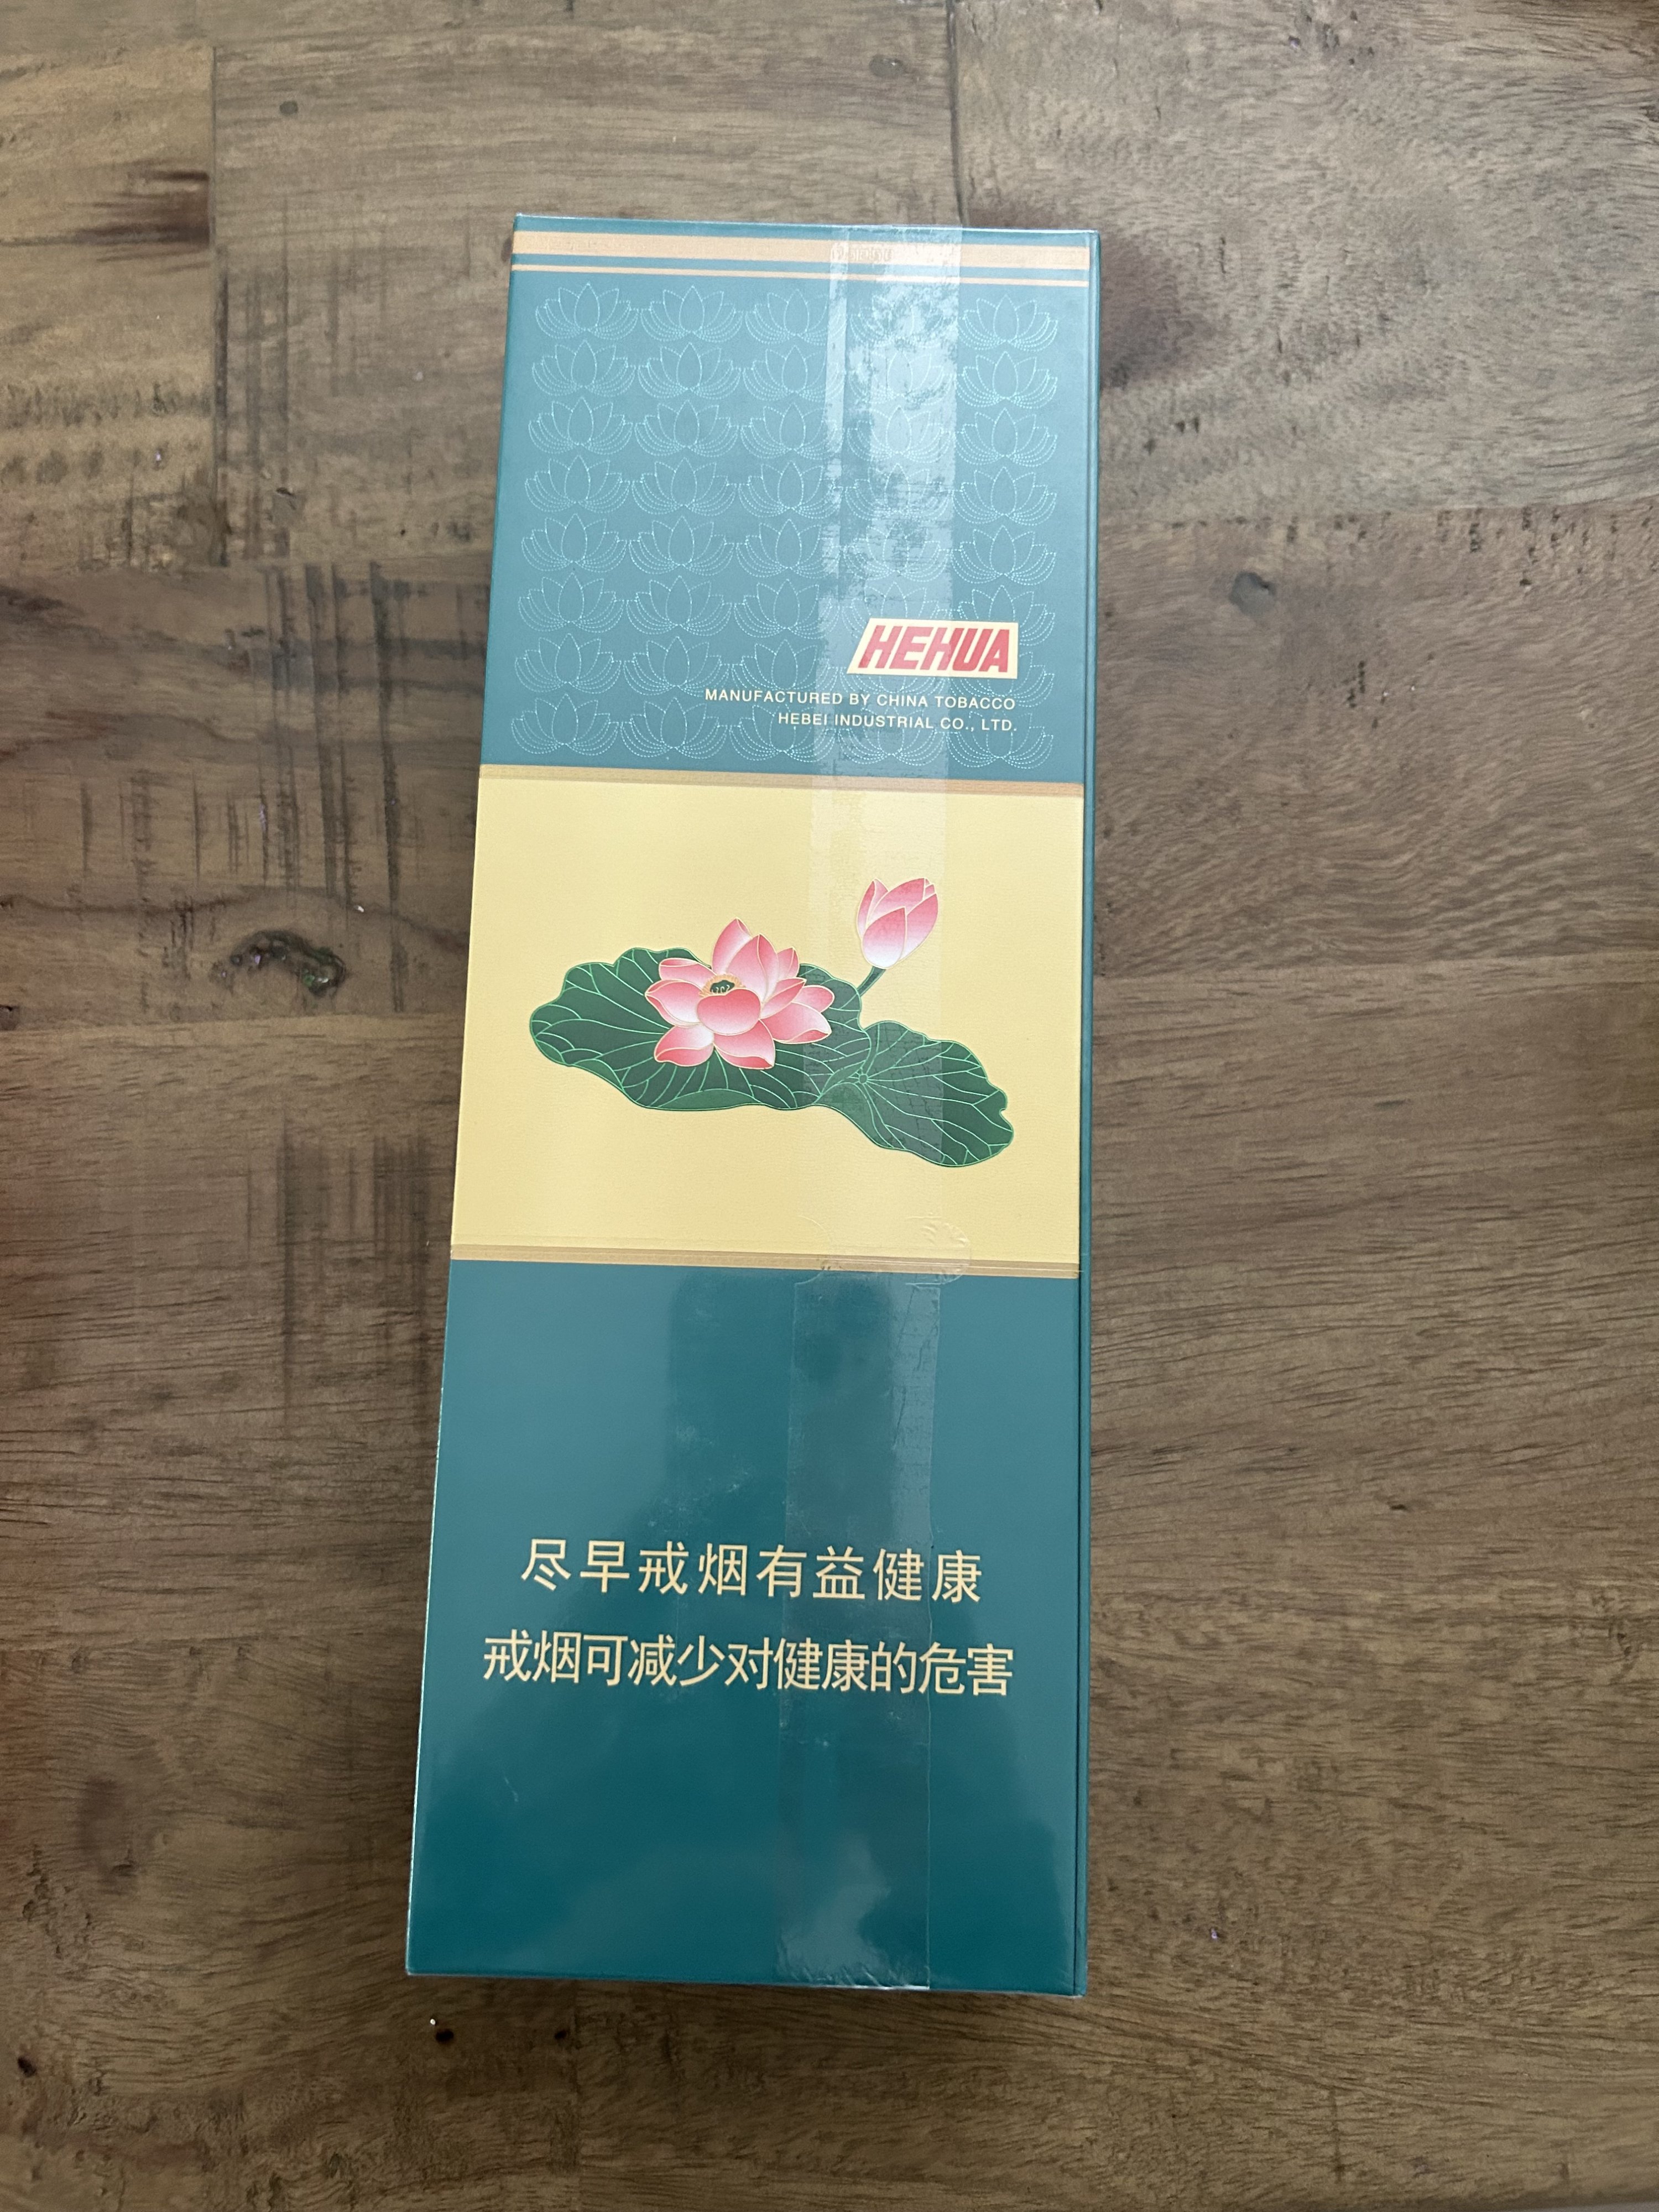 HEHUA
MANUFACTURED BY CHINA TOBACCO
HEBEI INDUSTRIAL CO., LTD.
尽早戒烟有益健康
戒烟可减少对健康的危害